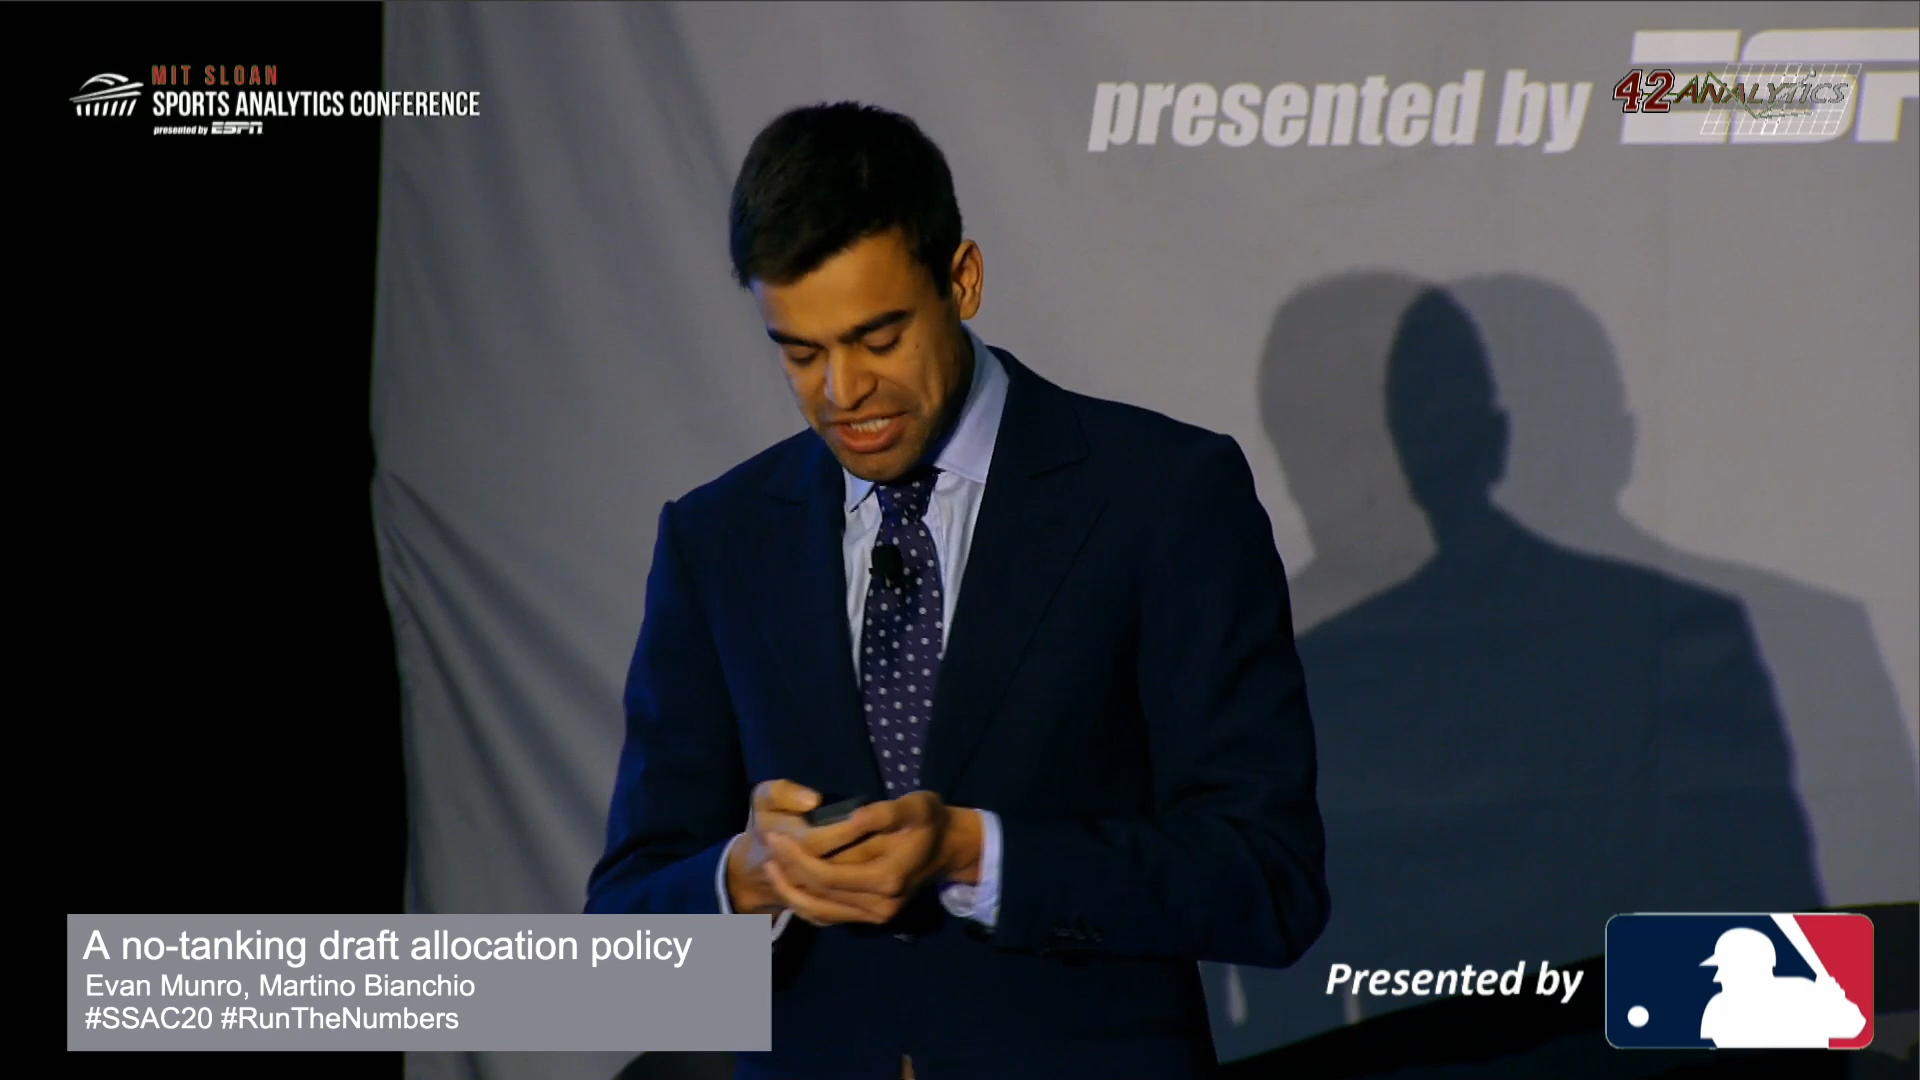 MIT SLOAN
SPORTS ANALYTICS CONFERENCE
presented by ESPN
presented by ESP
42 ANALYTICS
A no-tanking draft allocation policy
Evan Munro, Martino Bianchio
#SSAC20 #RunTheNumbers
Presented by